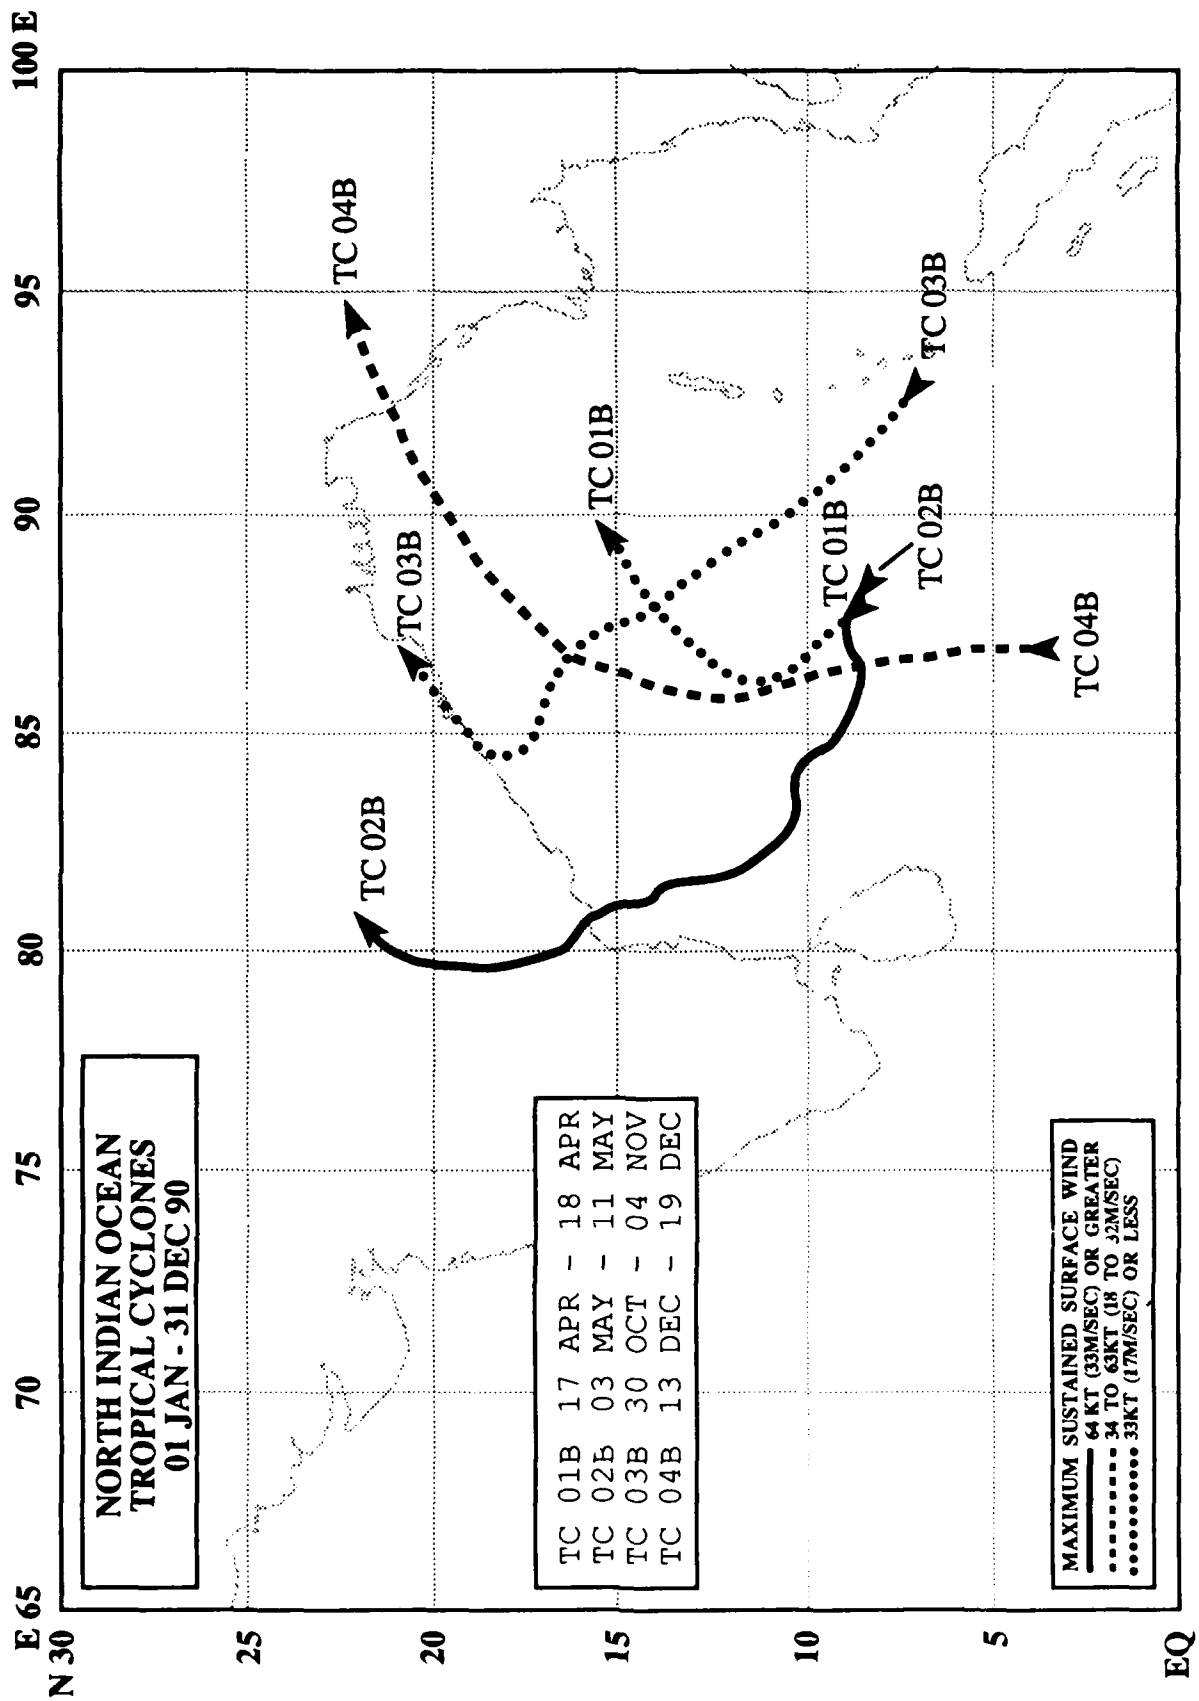 NORTH INDIAN OCEAN
TROPICAL CYCLONES
01 JAN - 31 DEC 90
TC 01B 17 APR - 18 APR
TC 02B 03 MAY - 11 MAY
TC 03B 30 OCT - 04 NOV
TC 04B 13 DEC - 19 DEC
MAXIMUM SUSTAINED SURFACE WIND
64 KT (33M/SEC) OR GREATER
34 TO 63KT (18 TO 32M/SEC)
33KT (17M/SEC) OR LESS
E 65
70
75
80
85
90
95
100 E
N 30
25
20
15
10
5
EQ
TC 02B
TC 03B
TC 04B
TC 01B
TC 01B
TC 02B
TC 03B
TC 04B